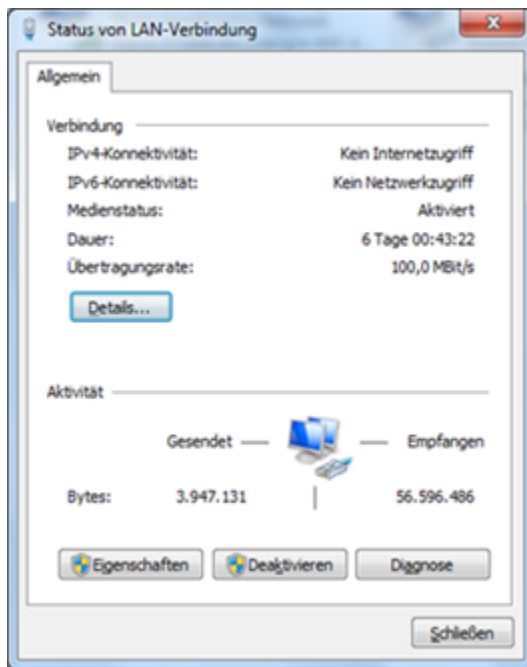 Status von LAN-Verbindung
Allgemein
Verbindung
IPv4-Konnektivität: Kein Internetzugriff
IPv6-Konnektivität: Kein Netzwerkzugriff
Medienstatus: Aktiviert
Dauer: 6 Tage 00:43:22
Übertragungsrate: 100,0 MBit/s
Details...
Aktivität
Gesendet Empfangen
Bytes: 3.947.131 56.596.486
Eigenschaften Deaktivieren Diagnose
Schließen